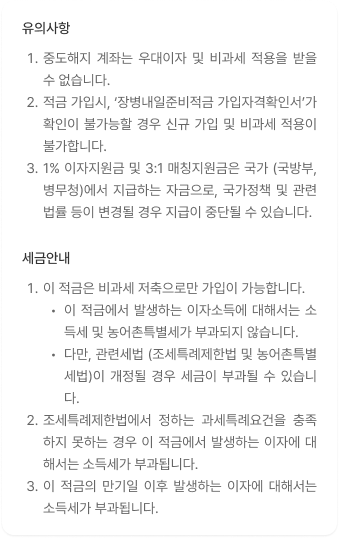 유의사항
1. 중도해지 계좌는 우대이자 및 비과세 적용을 받을
수 없습니다.
2. 적금 가입시, '장병내일준비적금 가입자격확인서'가
확인이 불가능할 경우 신규 가입 및 비과세 적용이
불가합니다.
3. 1% 이자지원금 및 3:1 매칭지원금은 국가 (국방부,
병무청)에서 지급하는 자금으로, 국가정책 및 관련
법률 등이 변경될 경우 지급이 중단될 수 있습니다.
세금안내
1. 이 적금은 비과세 저축으로만 가입이 가능합니다.
• 이 적금에서 발생하는 이자소득에 대해서는 소
득세 및 농어촌특별세가 부과되지 않습니다.
• 다만, 관련세법 (조세특례제한법 및 농어촌특별
세법)이 개정될 경우 세금이 부과될 수 있습니
다.
2. 조세특례제한법에서 정하는 과세특례요건을 충족
하지 못하는 경우 이 적금에서 발생하는 이자에 대
해서는 소득세가 부과됩니다.
3. 이 적금의 만기일 이후 발생하는 이자에 대해서는
소득세가 부과됩니다.